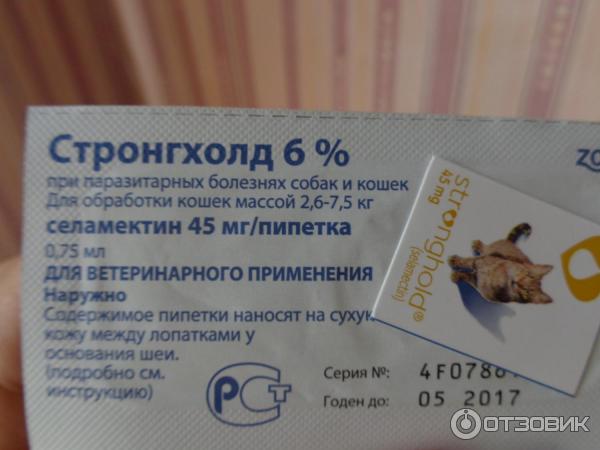 Стронгхолд 6 %
при паразитарных болезнях собак и кошек
Для обработки кошек массой 2,6-7,5 кг
селамектин 45 мг/пипетка
0,75 мл
ДЛЯ ВЕТЕРИНАРНОГО ПРИМЕНЕНИЯ
Наружно
Содержимое пипетки наносят на сухую
кожу между лопатками у
основания шеи.
(подробно см.
инструкцию)
РСТ
Серия №: 4F0786
Годен до: 05 2017
zo
stronghold®
45 mg
(selamectin)
ОТЗОВИК